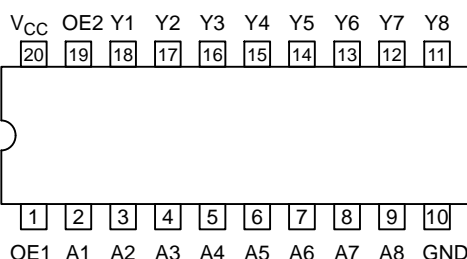 VCC OE2 Y1 Y2 Y3 Y4 Y5 Y6 Y7 Y8
20 19 18 17 16 15 14 13 12 11
1 2 3 4 5 6 7 8 9 10
OE1 A1 A2 A3 A4 A5 A6 A7 A8 GND